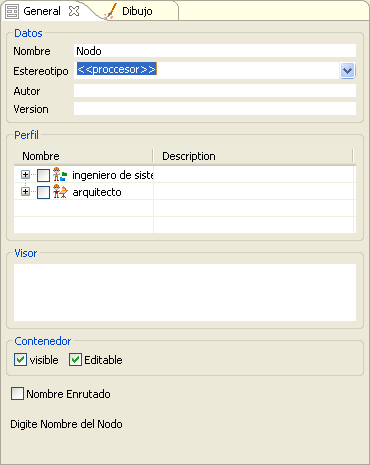 General Dibujo
Datos
Nombre Nodo
Estereotipo <<proccesor>>
Autor
Version
Perfil
Nombre Description
ingeniero de siste
arquitecto
Visor
Contenedor
visible Editable
Nombre Enrutado
Digite Nombre del Nodo